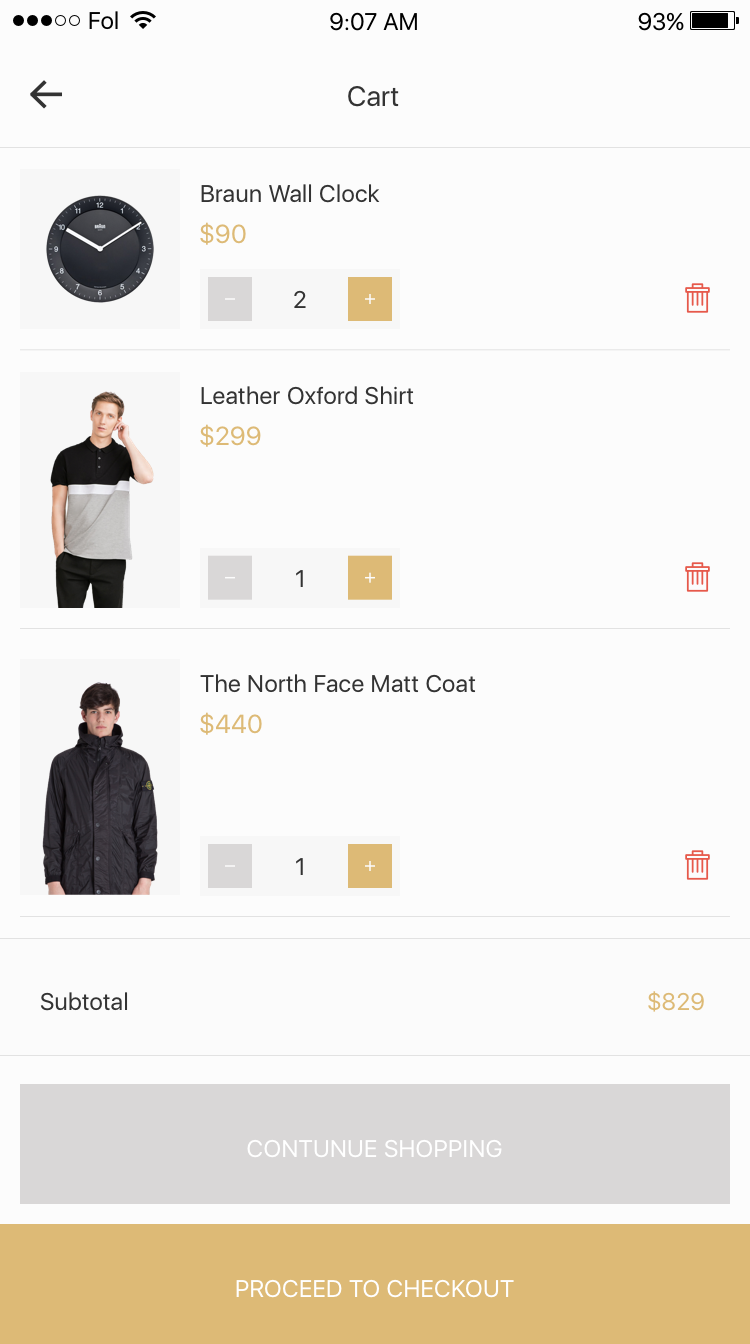 Fol 9:07 AM 93%
Cart
Braun Wall Clock
$90
− 2 +
Leather Oxford Shirt
$299
− 1 +
The North Face Matt Coat
$440
− 1 +
Subtotal $829
CONTUNUE SHOPPING
PROCEED TO CHECKOUT